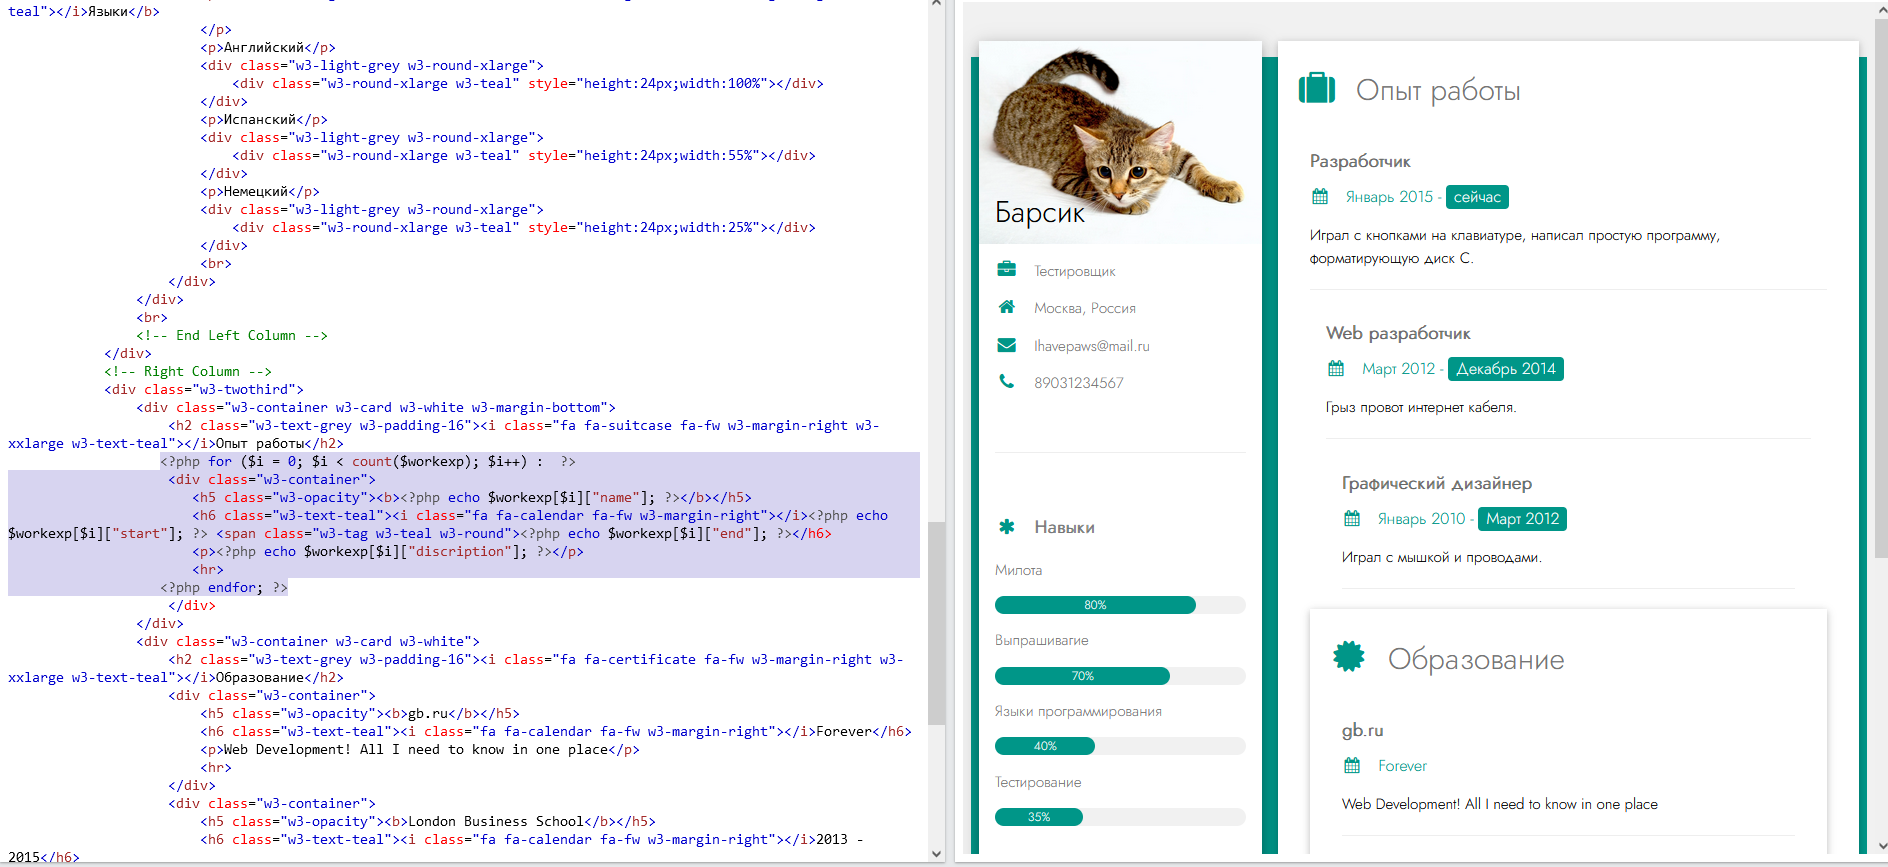 teal"></i>Языки</b>
</p>
<p>Английский</p>
<div class="w3-light-grey w3-round-xlarge">
<div class="w3-round-xlarge w3-teal" style="height:24px;width:100%"></div>
</div>
<p>Испанский</p>
<div class="w3-light-grey w3-round-xlarge">
<div class="w3-round-xlarge w3-teal" style="height:24px;width:55%"></div>
</div>
<p>Немецкий</p>
<div class="w3-light-grey w3-round-xlarge">
<div class="w3-round-xlarge w3-teal" style="height:24px;width:25%"></div>
</div>
<br>
</div>
</div>
<br>
<!-- End Left Column -->
</div>
<!-- Right Column -->
<div class="w3-twothird">
<div class="w3-container w3-card w3-white w3-margin-bottom">
<h2 class="w3-text-grey w3-padding-16"><i class="fa fa-suitcase fa-fw w3-margin-right w3-
xxlarge w3-text-teal"></i>Опыт работы</h2>
<?php for ($i = 0; $i < count($workexp); $i++) :  ?>
<div class="w3-container">
<h5 class="w3-opacity"><b><?php echo $workexp[$i]["name"]; ?></b></h5>
<h6 class="w3-text-teal"><i class="fa fa-calendar fa-fw w3-margin-right"></i><?php echo
$workexp[$i]["start"]; ?> <span class="w3-tag w3-teal w3-round"><?php echo $workexp[$i]["end"]; ?></h6>
<p><?php echo $workexp[$i]["discription"]; ?></p>
<hr>
<?php endfor; ?>
</div>
</div>
<div class="w3-container w3-card w3-white">
<h2 class="w3-text-grey w3-padding-16"><i class="fa fa-certificate fa-fw w3-margin-right w3-
xxlarge w3-text-teal"></i>Образование</h2>
<div class="w3-container">
<h5 class="w3-opacity"><b>gb.ru</b></h5>
<h6 class="w3-text-teal"><i class="fa fa-calendar fa-fw w3-margin-right"></i>Forever</h6>
<p>Web Development! All I need to know in one place</p>
<hr>
</div>
<div class="w3-container">
<h5 class="w3-opacity"><b>London Business School</b></h5>
<h6 class="w3-text-teal"><i class="fa fa-calendar fa-fw w3-margin-right"></i>2013 -
2015</h6>
Барсик
Тестировщик
Москва, Россия
Ihavepaws@mail.ru
89031234567
Навыки
Милота
80%
Выпрашивагие
70%
Языки программирования
40%
Тестирование
35%
Опыт работы
Разработчик
Январь 2015 - сейчас
Играл с кнопками на клавиатуре, написал простую программу,
форматирующую диск С.
Web разработчик
Март 2012 - Декабрь 2014
Грыз провот интернет кабеля.
Графический дизайнер
Январь 2010 - Март 2012
Играл с мышкой и проводами.
Образование
gb.ru
Forever
Web Development! All I need to know in one place